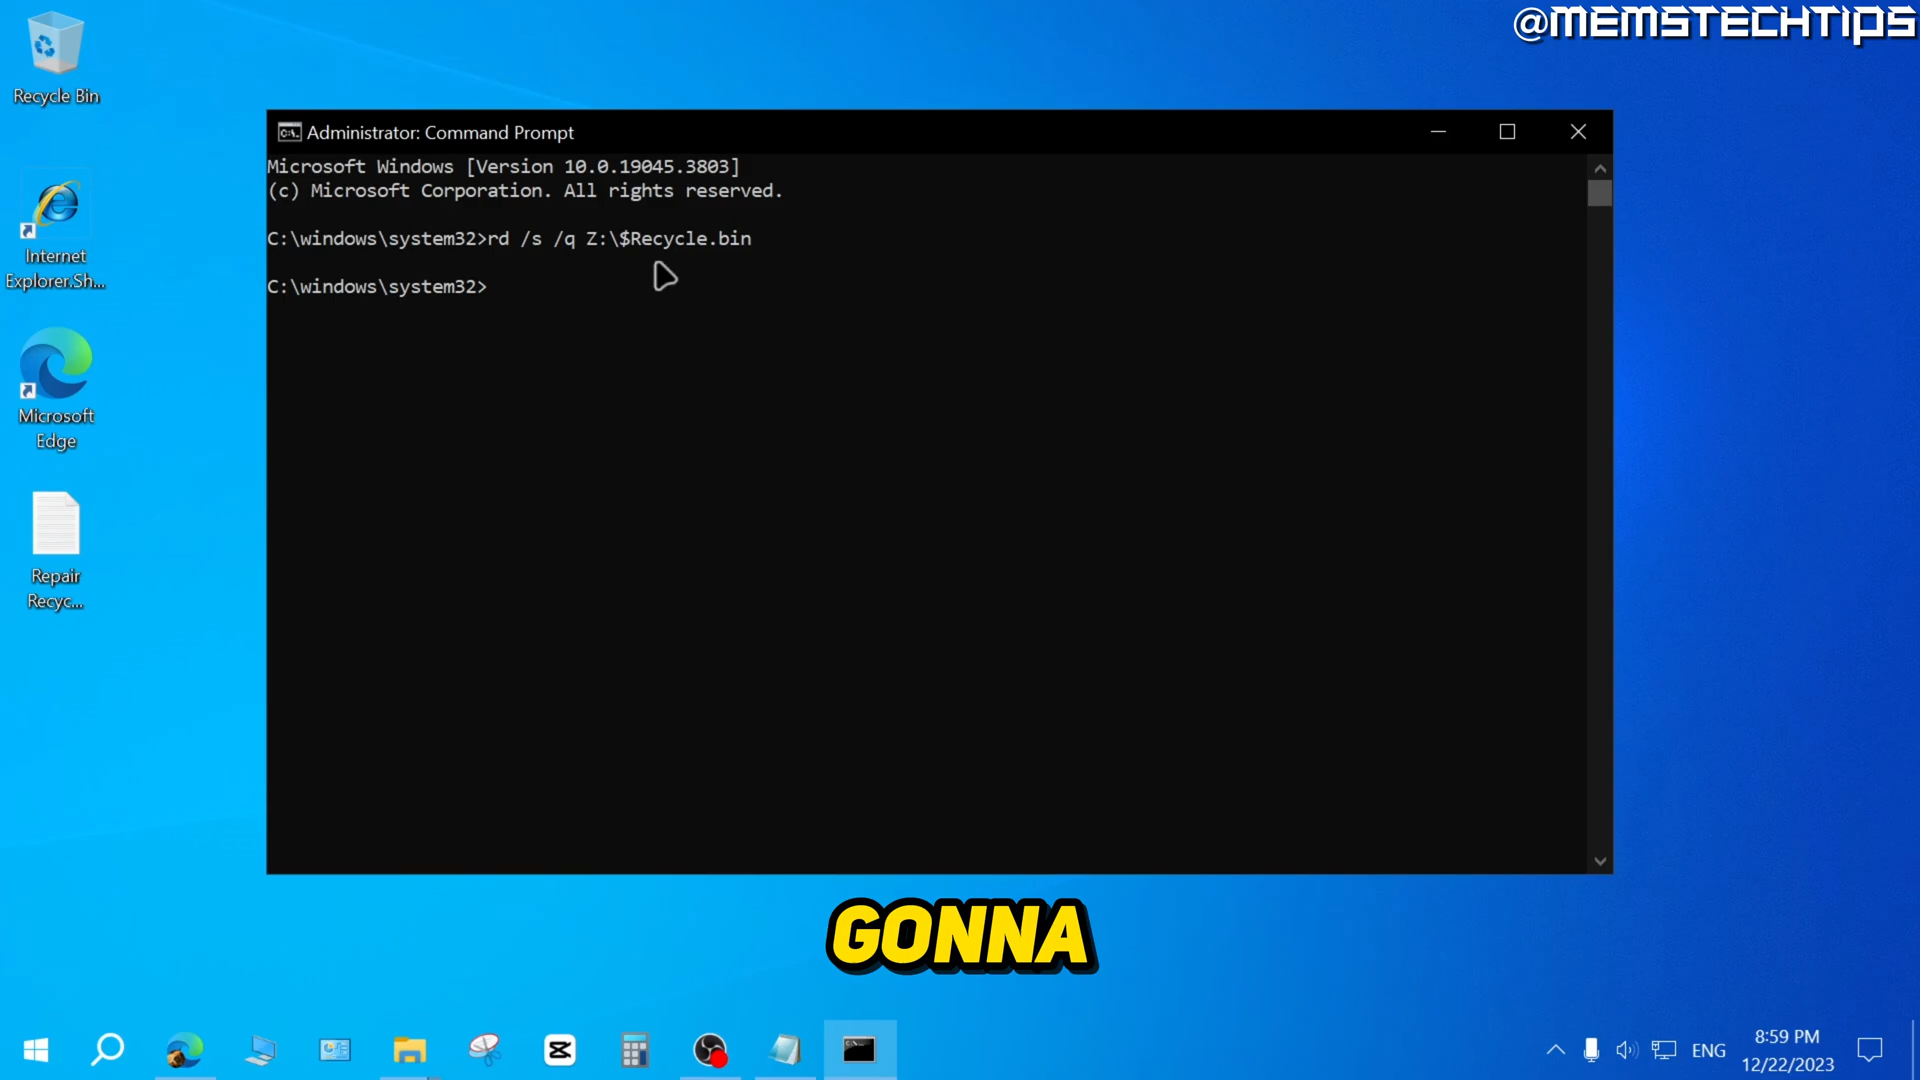 @MEMSTECHTIPS
Recycle Bin
Administrator: Command Prompt
Microsoft Windows [Version 10.0.19045.3803]
(c) Microsoft Corporation. All rights reserved.
C:\windows\system32>rd /s /q Z:\$Recycle.bin
C:\windows\system32>
Internet
Explorer.Sh...
Microsoft
Edge
Repair
Recyc...
GONNA
ENG
8:59 PM
12/22/2023